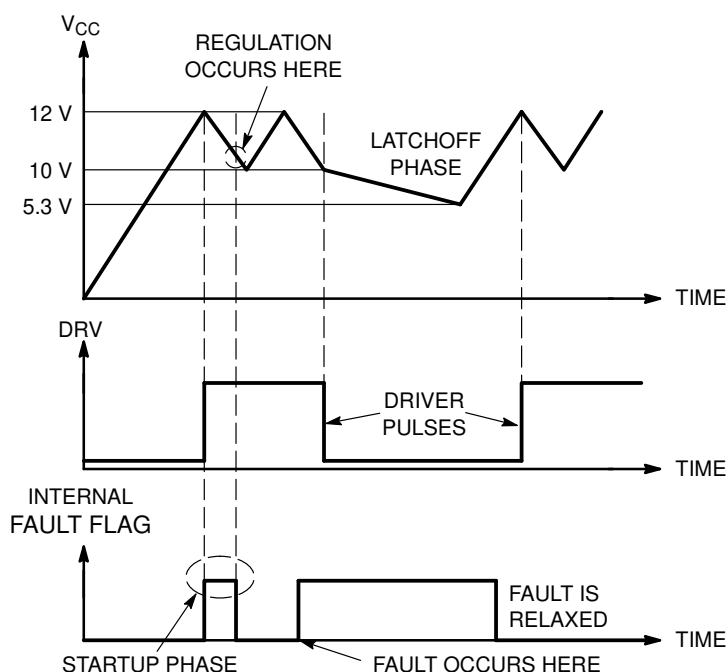 VCC
REGULATION
OCCURS HERE
12 V
LATCHOFF
PHASE
10 V
5.3 V
TIME
DRV
DRIVER
PULSES
TIME
INTERNAL
FAULT FLAG
FAULT IS
RELAXED
TIME
STARTUP PHASE
FAULT OCCURS HERE